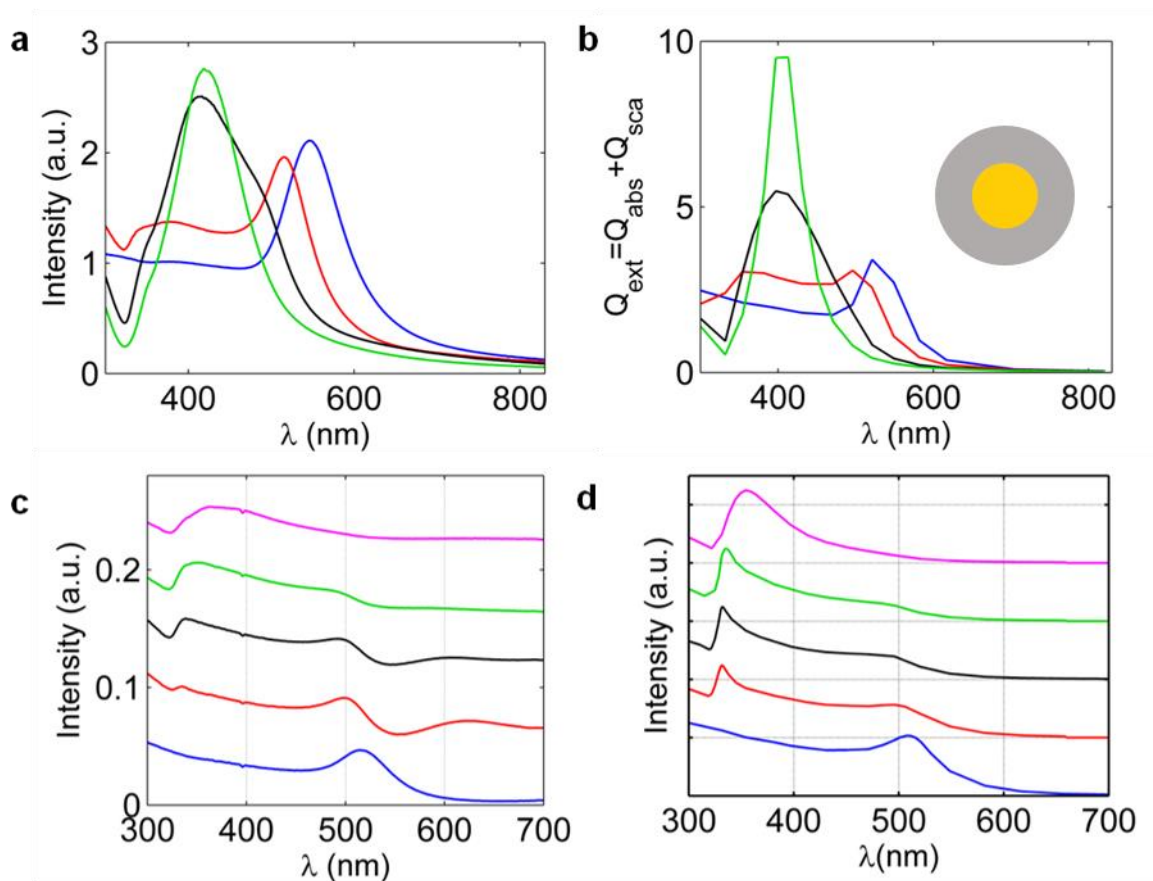 a
3
2
1
0
Intensity (a.u.)
400 600 800
λ (nm)
b
10
5
0
Q_ext =Q_abs +Q_sca
400 600 800
λ (nm)
c
0.2
0.1
0
Intensity (a.u.)
300 400 500 600 700
λ (nm)
d
Intensity (a.u.)
300 400 500 600 700
λ(nm)